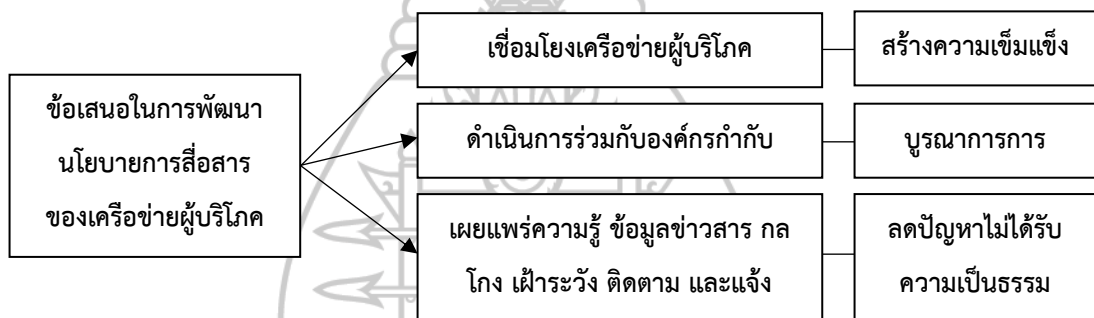 ข้อเสนอในการพัฒนา
นโยบายการสื่อสาร
ของเครือข่ายผู้บริโภค
เชื่อมโยงเครือข่ายผู้บริโภค
สร้างความเข็มแข็ง
ดำเนินการร่วมกับองค์กรกำกับ
บูรณาการการ
เผยแพร่ความรู้ ข้อมูลข่าวสาร กล
โกง เฝ้าระวัง ติดตาม และแจ้ง
ลดปัญหาไม่ได้รับ
ความเป็นธรรม